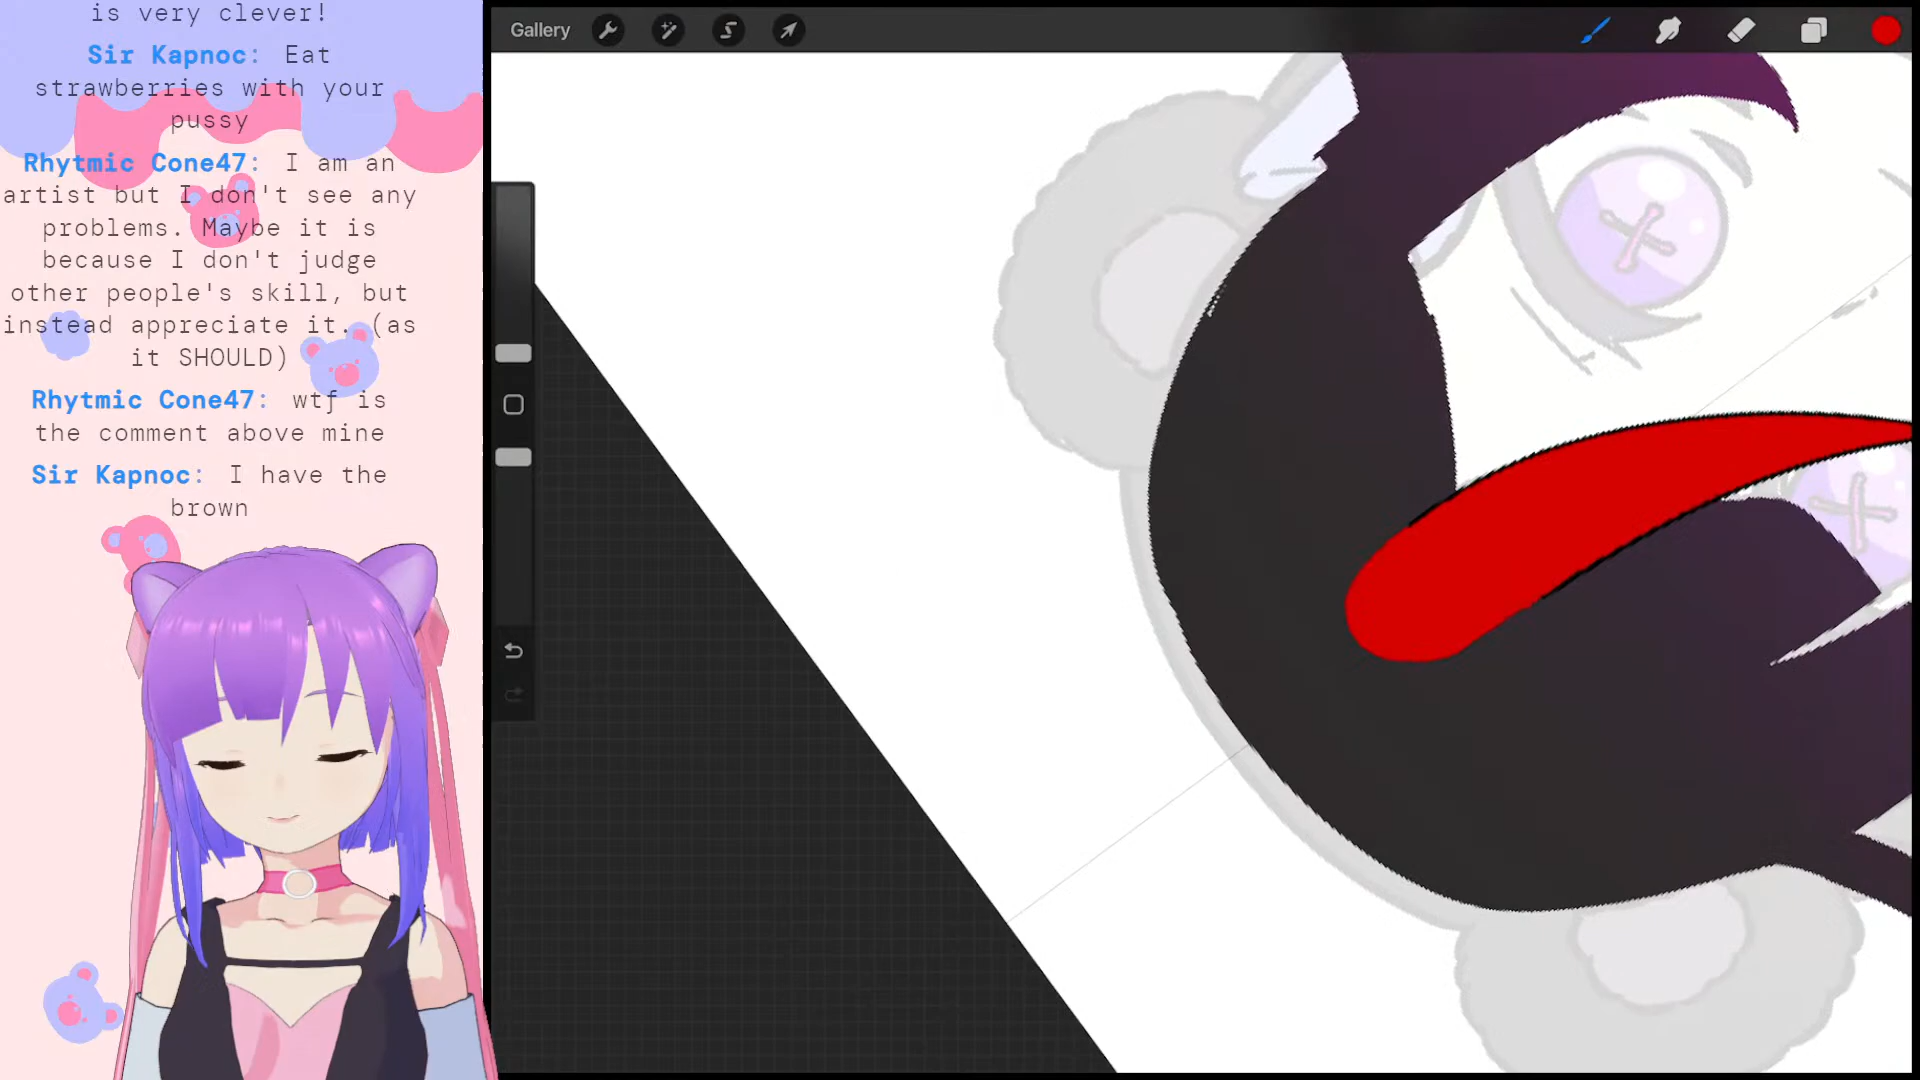 is very clever!
Sir Kapnoc: Eat
strawberries with your
pussy
Rhytmic Cone47: I am an
artist but I don't see any
problems. Maybe it is
because I don't judge
other people's skill, but
instead appreciate it. (as
it SHOULD)
Rhytmic Cone47: wtf is
the comment above mine
Sir Kapnoc: I have the
brown
Gallery